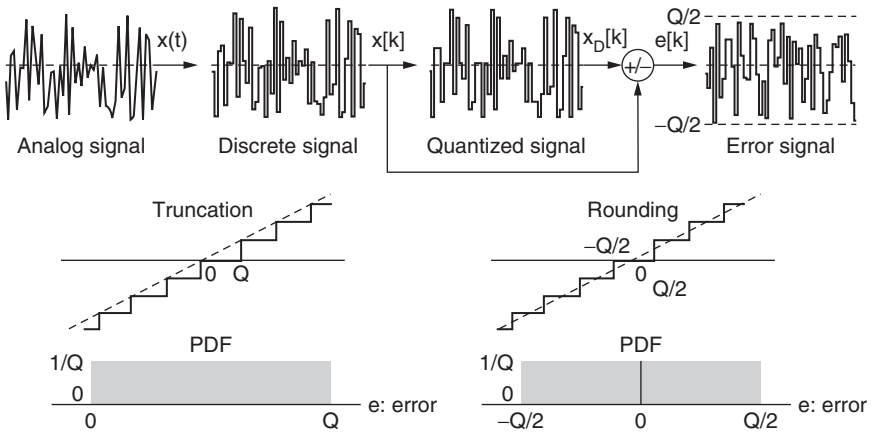 x(t)
x[k]
x_D[k]
e[k]
Q/2
+/−
−Q/2
Analog signal
Discrete signal
Quantized signal
Error signal
Truncation
Rounding
−Q/2
0 Q
0
Q/2
PDF
PDF
1/Q
1/Q
0
0
e: error
e: error
0
Q
−Q/2
0
Q/2